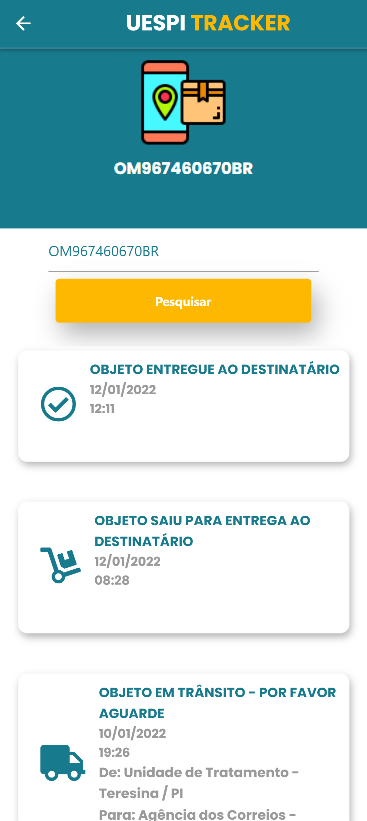 UESPI TRACKER
OM967460670BR
OM967460670BR
Pesquisar
OBJETO ENTREGUE AO DESTINATÁRIO
12/01/2022
12:11
OBJETO SAIU PARA ENTREGA AO
DESTINATÁRIO
12/01/2022
08:28
OBJETO EM TRÂNSITO - POR FAVOR
AGUARDE
10/01/2022
19:26
De: Unidade de Tratamento -
Teresina / PI
Para: Agência dos Correios -